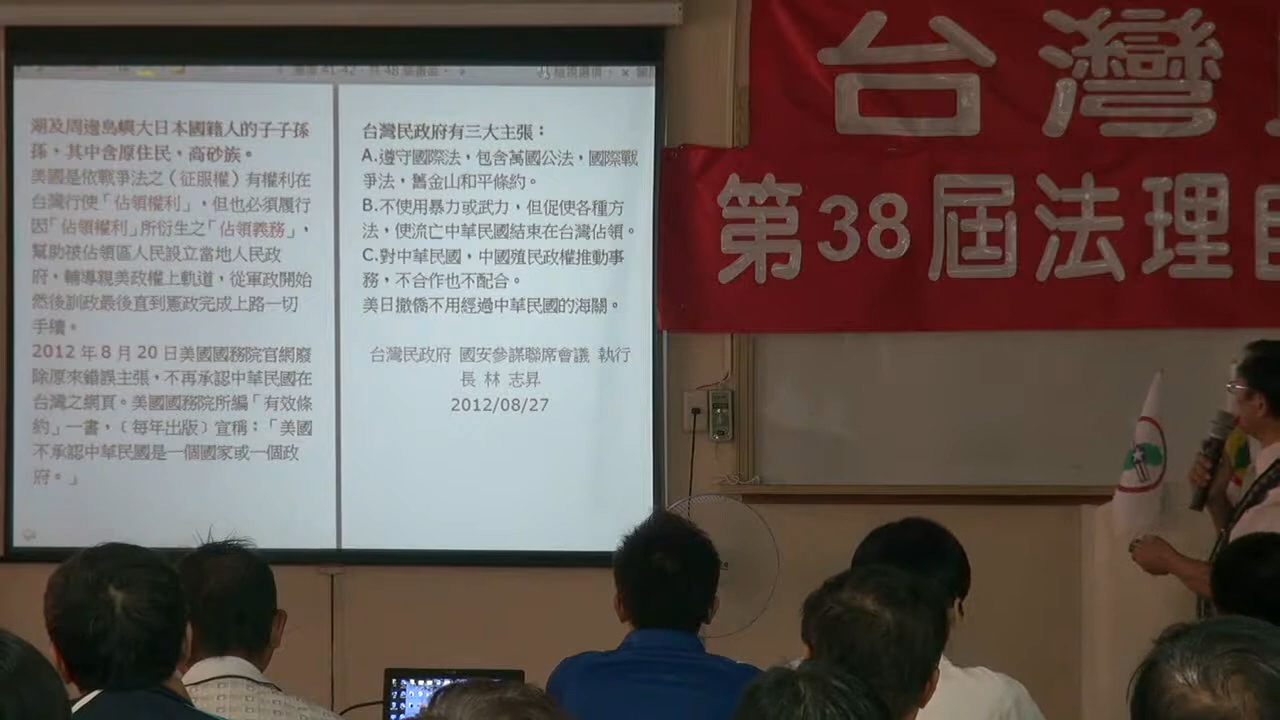 湖及周邊島嶼大日本國籍人的子子孫
孫，其中含原住民，高砂族。
美國是依戰爭法之（征服權）有權利在
台灣行使「佔領權利」，但也必須履行
因「佔領權利」所衍生之「佔領義務」，
幫助被佔領區人民設立當地人民政
府，輔導親美政權上軌道，從軍政開始
然後訓政最後直到憲政完成上路一切
手續。
2012 年 8 月 20 日美國國務院官網廢
除原來錯誤主張，不再承認中華民國在
台灣之網頁。美國國務院所編「有效條
約」一書，﹝每年出版﹞宣稱：「美國
不承認中華民國是一個國家或一個政
府。」
台灣民政府有三大主張：
A.遵守國際法，包含萬國公法，國際戰
爭法，舊金山和平條約。
B.不使用暴力或武力，但促使各種方
法，使流亡中華民國結束在台灣佔領。
C.對中華民國，中國殖民政權推動事
務，不合作也不配合。
美日撤僑不用經過中華民國的海關。
台灣民政府 國安參謀聯席會議 執行
長 林 志昇
2012/08/27
台灣
第38屆法理